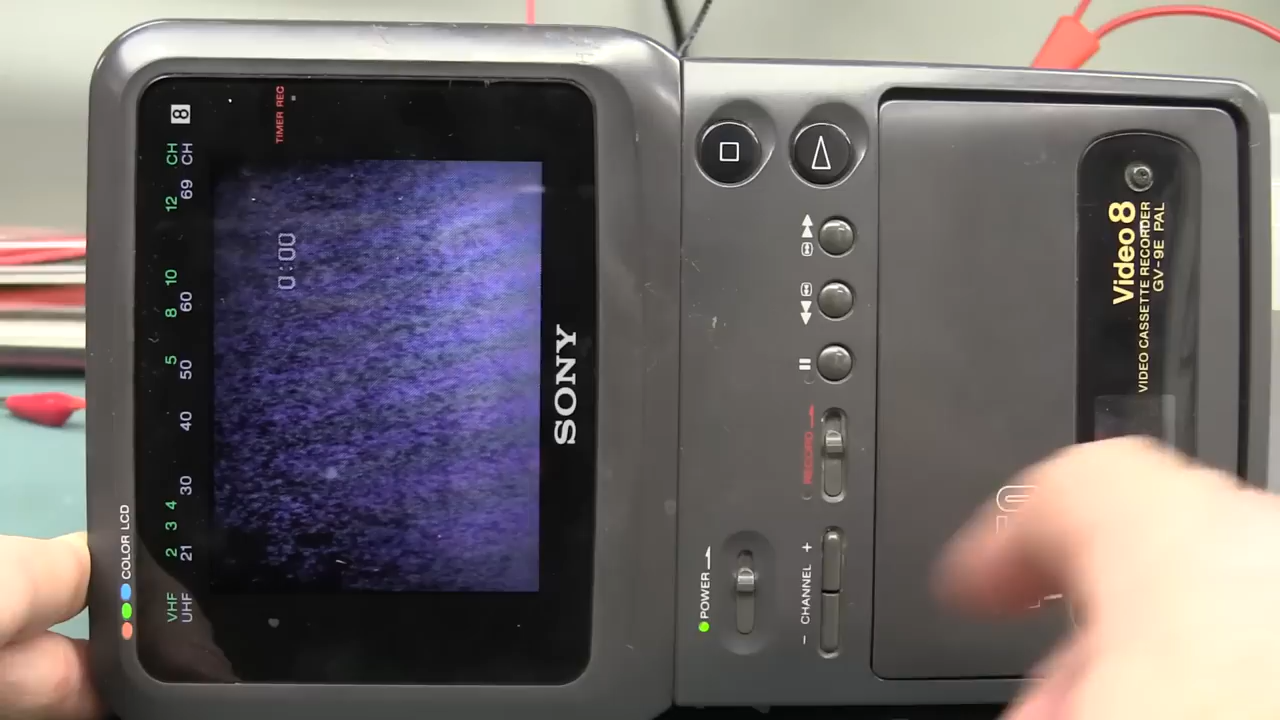 COLOR LCD
VHF 2 3 4 5 8 10 12 CH
UHF 21 30 40 50 60 69 CH
8
TIMER REC
0:00
SONY
POWER
− CHANNEL +
RECORD
Video 8
VIDEO CASSETTE RECORDER
GV-9E PAL